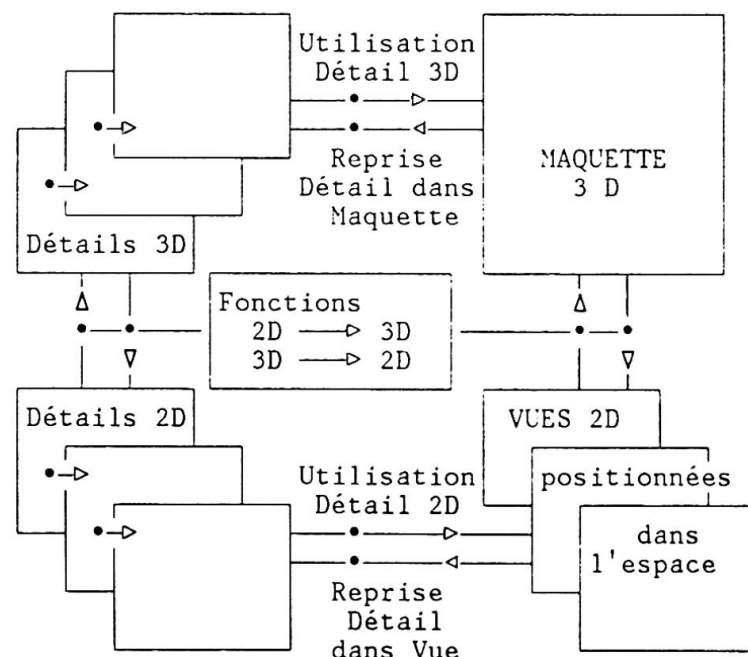 Utilisation
Détail 3D
Reprise
Détail dans
Maquette
MAQUETTE
3 D
Détails 3D
Fonctions
2D 3D
3D 2D
Détails 2D
VUES 2D
positionnées
dans
l'espace
Utilisation
Détail 2D
Reprise
Détail
dans Vue